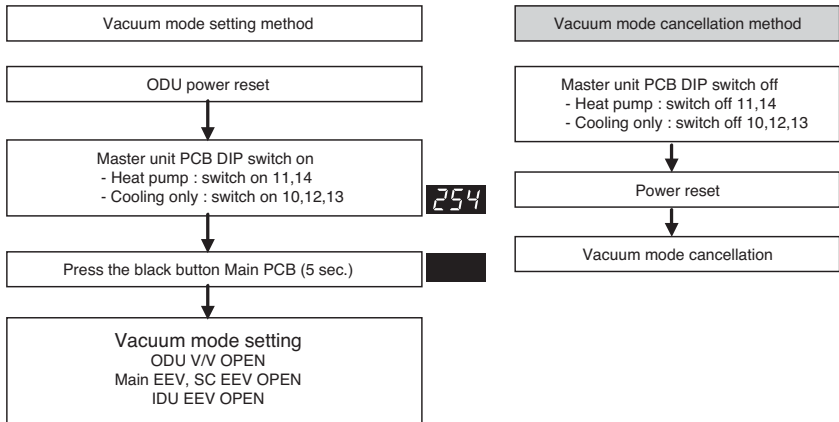 Vacuum mode setting method
ODU power reset
Master unit PCB DIP switch on
- Heat pump : switch on 11,14
- Cooling only : switch on 10,12,13
254
Press the black button Main PCB (5 sec.)
Vacuum mode setting
ODU V/V OPEN
Main EEV, SC EEV OPEN
IDU EEV OPEN
Vacuum mode cancellation method
Master unit PCB DIP switch off
- Heat pump : switch off 11,14
- Cooling only : switch off 10,12,13
Power reset
Vacuum mode cancellation